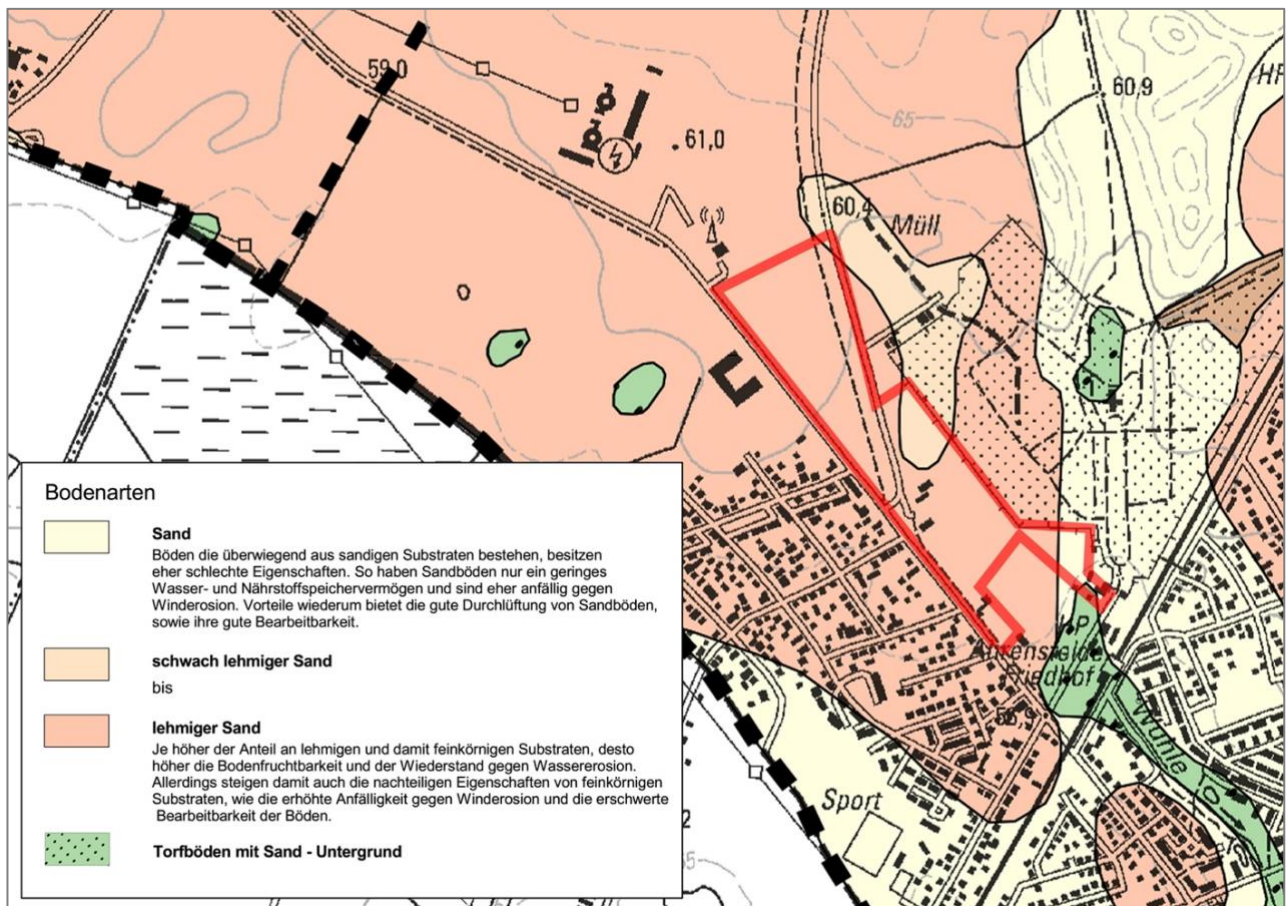 59,0
60,9
HP
65
61,0
60,4
Müll
Bodenarten
Sand
Böden die überwiegend aus sandigen Substraten bestehen, besitzen
eher schlechte Eigenschaften. So haben Sandböden nur ein geringes
Wasser- und Nährstoffspeichervermögen und sind eher anfällig gegen
Winderosion. Vorteile wiederum bietet die gute Durchlüftung von Sandböden,
sowie ihre gute Bearbeitbarkeit.
schwach lehmiger Sand
bis
lehmiger Sand
Je höher der Anteil an lehmigen und damit feinkörnigen Substraten, desto
höher die Bodenfruchtbarkeit und der Wiederstand gegen Wassererosion.
Allerdings steigen damit auch die nachteiligen Eigenschaften von feinkörnigen
Substraten, wie die erhöhte Anfälligkeit gegen Winderosion und die erschwerte
Bearbeitbarkeit der Böden.
Torfböden mit Sand - Untergrund
HP
Ahrensfelde
Friedhof
Wuhle
Sport